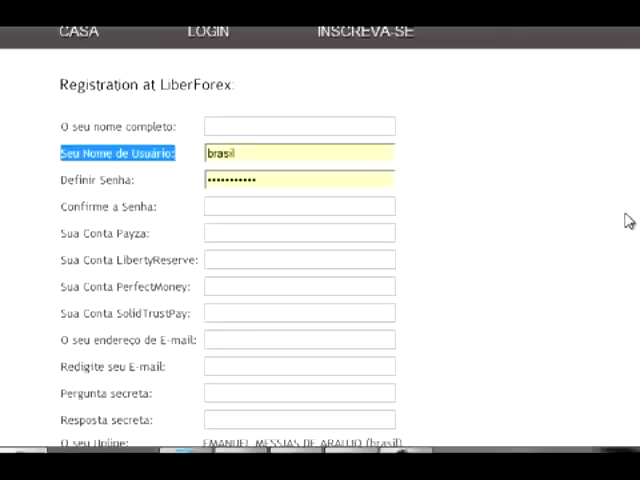 CASA LOGIN INSCREVA-SE
Registration at LiberForex:
O seu nome completo:
Seu Nome de Usuário: brasil
Definir Senha: •••••••••••
Confirme a Senha:
Sua Conta Payza:
Sua Conta LibertyReserve:
Sua Conta PerfectMoney:
Sua Conta SolidTrustPay:
O seu endereço de E-mail:
Redigite seu E-mail:
Pergunta secreta:
Resposta secreta:
O seu Upline: EMANUEL MESSIAS DE ARAUJO (brasil)